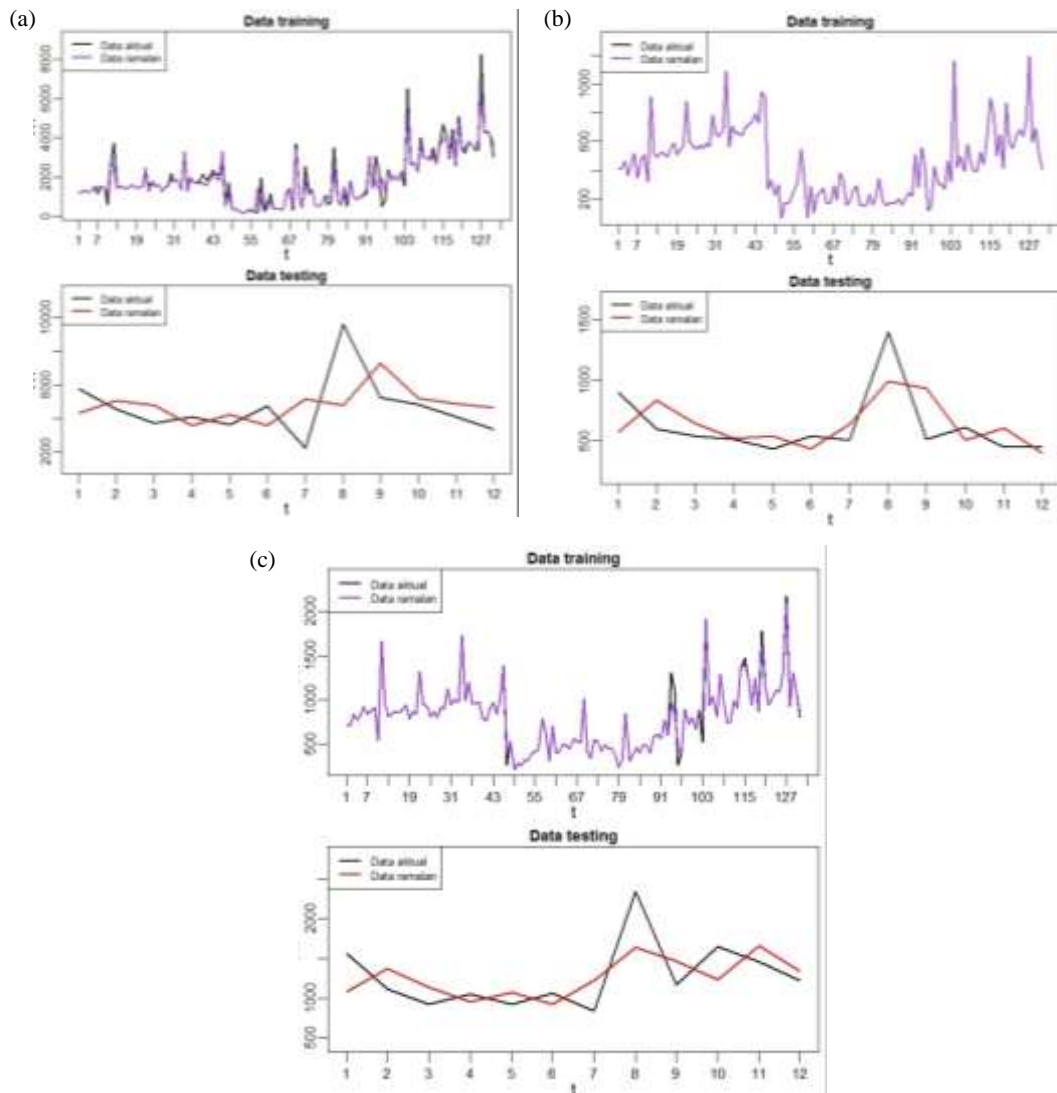 (a)
Data training
Data aktual
Data ramalan
0 2000 4000 6000 8000
1 7 19 31 43 55 67 79 91 103 115 127
t
Data testing
Data aktual
Data ramalan
2000 6000 10000
1 2 3 4 5 6 7 8 9 10 11 12
t
(b)
Data training
Data aktual
Data ramalan
200 600 1000
1 7 19 31 43 55 67 79 91 103 115 127
t
Data testing
Data aktual
Data ramalan
500 1000 1500
1 2 3 4 5 6 7 8 9 10 11 12
t
(c)
Data training
Data aktual
Data ramalan
500 1000 1500 2000
1 7 19 31 43 55 67 79 91 103 115 127
t
Data testing
Data aktual
Data ramalan
500 1000 2000
1 2 3 4 5 6 7 8 9 10 11 12
t